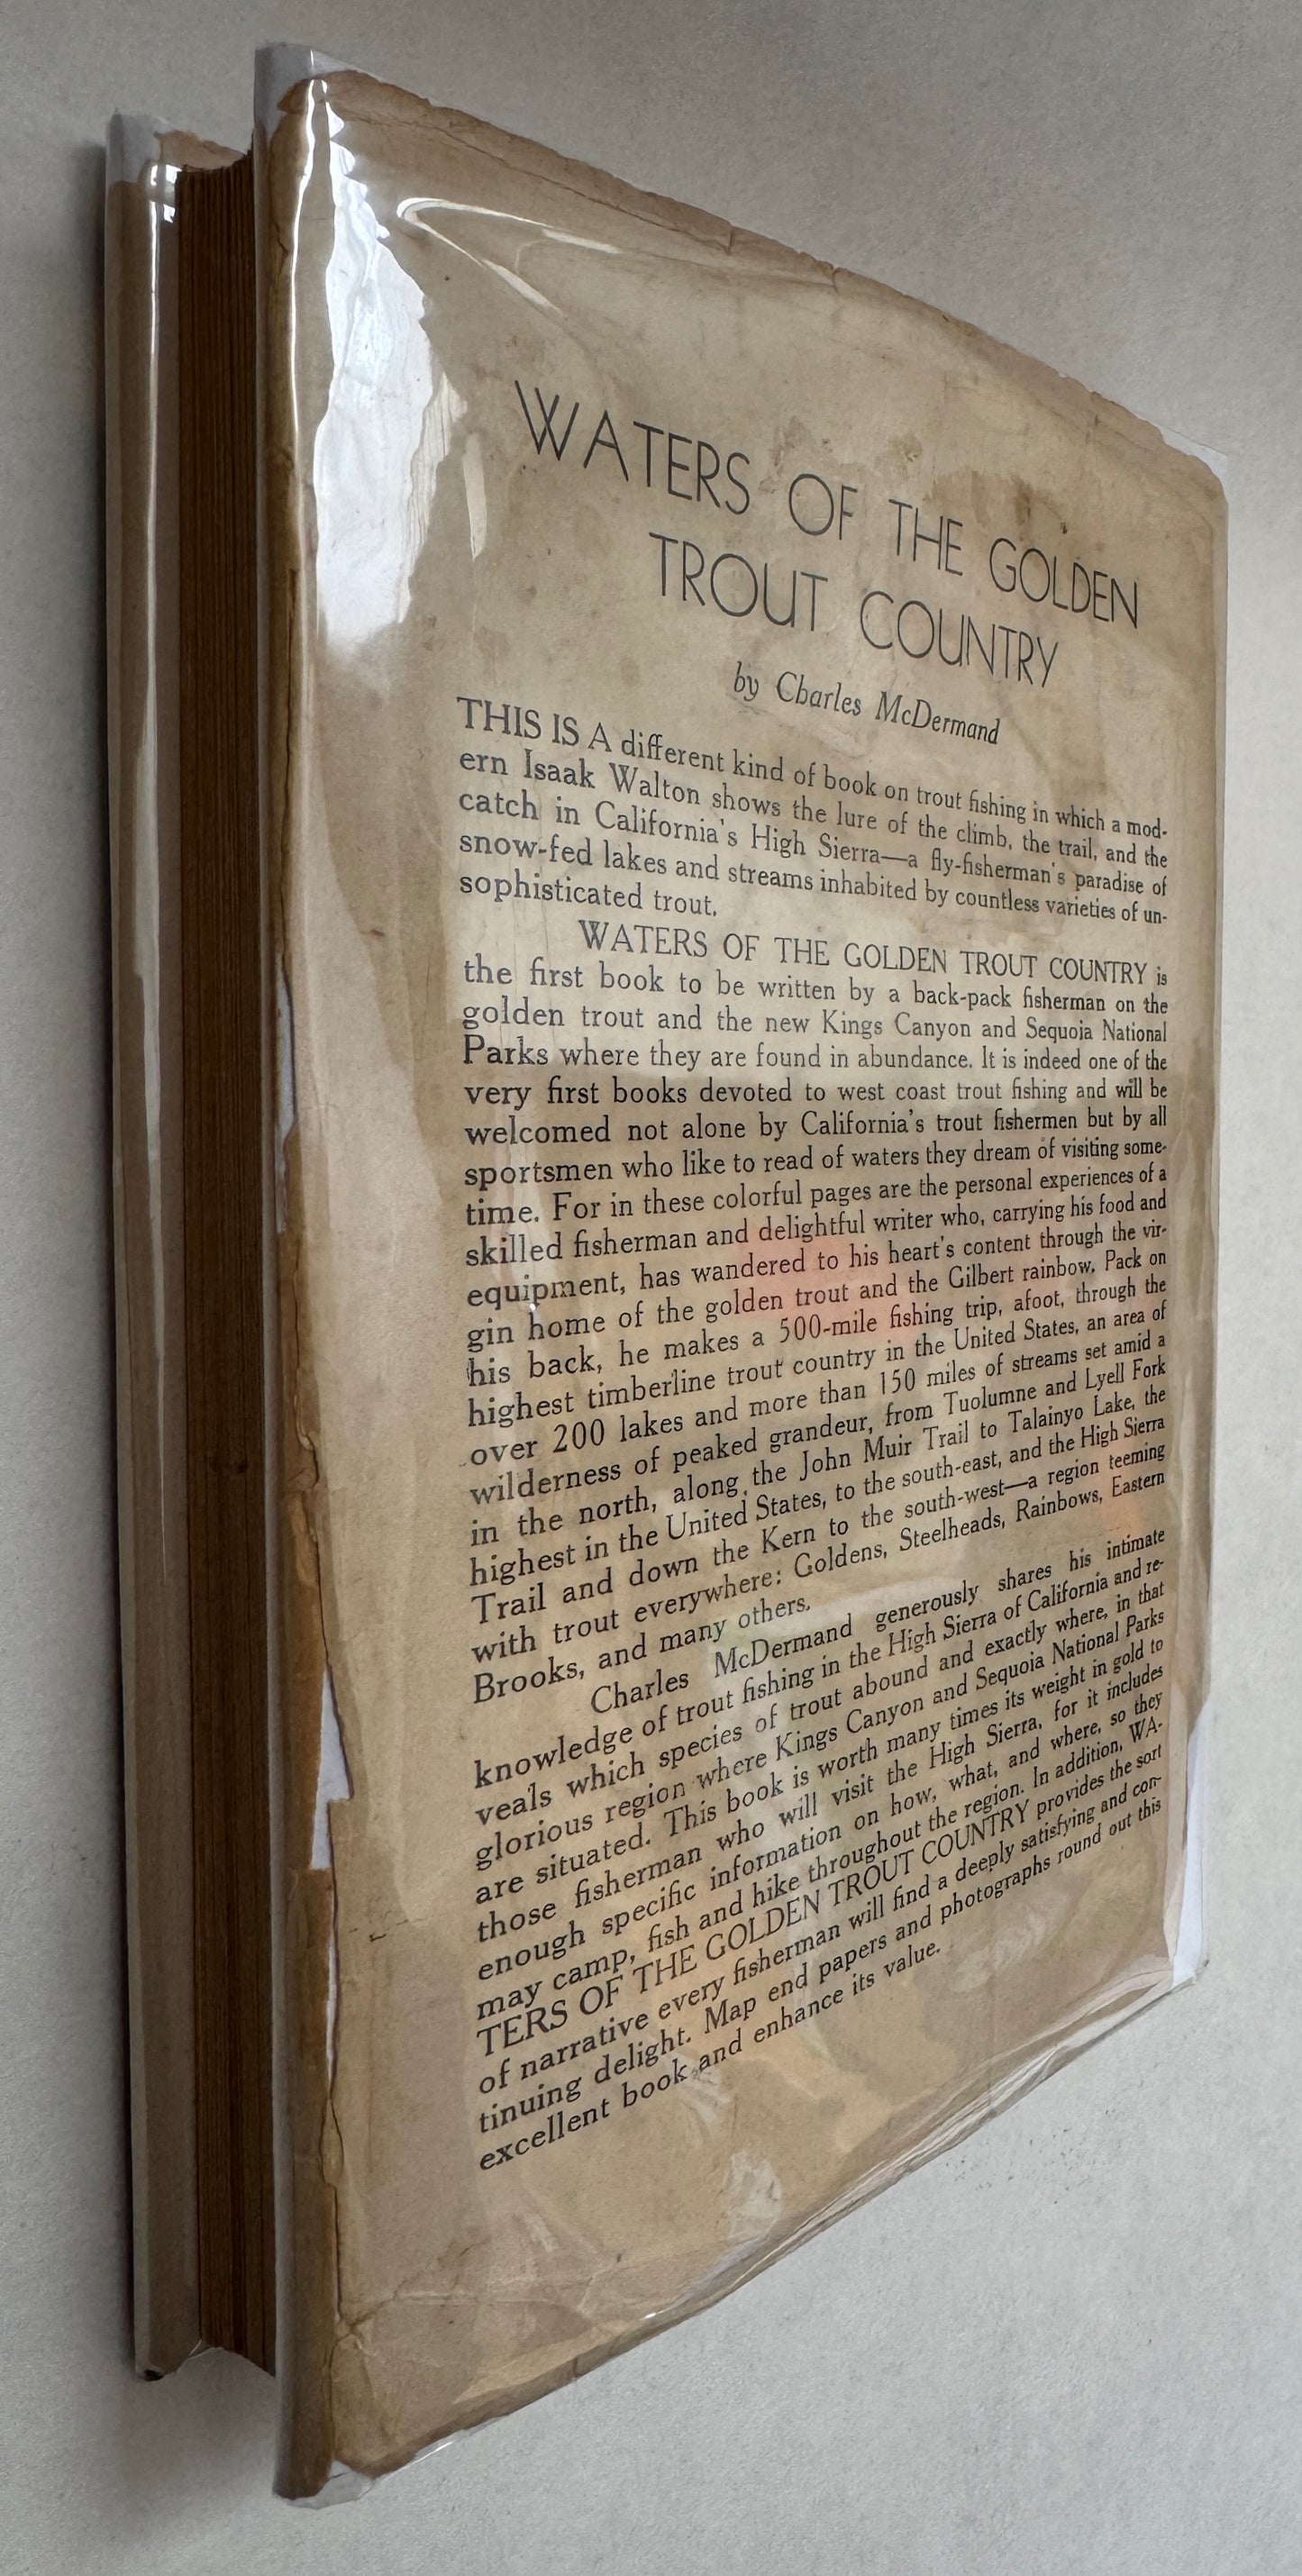 WATERS OF THE GOLDEN
TROUT COUNTRY
by Charles McDermand
THIS IS A different kind of book on trout fishing in which a mod-
ern Isaak Walton shows the lure of the climb, the trail, and the
catch in California's High Sierra—a fly-fisherman's paradise of
snow-fed lakes and streams inhabited by countless varieties of un-
sophisticated trout.
WATERS OF THE GOLDEN TROUT COUNTRY is
the first book to be written by a back-pack fisherman on the
golden trout and the new Kings Canyon and Sequoia National
Parks where they are found in abundance. It is indeed one of the
very first books devoted to west coast trout fishing and will be
welcomed not alone by California's trout fishermen but by all
sportsmen who like to read of waters they dream of visiting some-
time. For in these colorful pages are the personal experiences of a
skilled fisherman and delightful writer who, carrying his food and
equipment, has wandered to his heart's content through the vir-
gin home of the golden trout and the Gilbert rainbow. Pack on
his back, he makes a 500-mile fishing trip, afoot, through the
highest timberline trout country in the United States, an area of
over 200 lakes and more than 150 miles of streams set amid a
wilderness of peaked grandeur, from Tuolumne and Lyell Fork
in the north, along the John Muir Trail to Talainyo Lake, the
highest in the United States, to the south-east, and the High Sierra
Trail and down the Kern to the south-west—a region teeming
with trout everywhere: Goldens, Steelheads, Rainbows, Eastern
Brooks, and many others.
Charles McDermand generously shares his intimate
knowledge of trout fishing in the High Sierra of California and re-
veals which species of trout abound and exactly where, in that
glorious region where Kings Canyon and Sequoia National Parks
are situated. This book is worth many times its weight in gold to
those fisherman who will visit the High Sierra, for it includes
enough specific information on how, what, and where, so they
may camp, fish and hike throughout the region. In addition, WA-
TERS OF THE GOLDEN TROUT COUNTRY provides the sort
of narrative every fisherman will find a deeply satisfying and con-
tinuing delight. Map end papers and photographs round out this
excellent book and enhance its value.